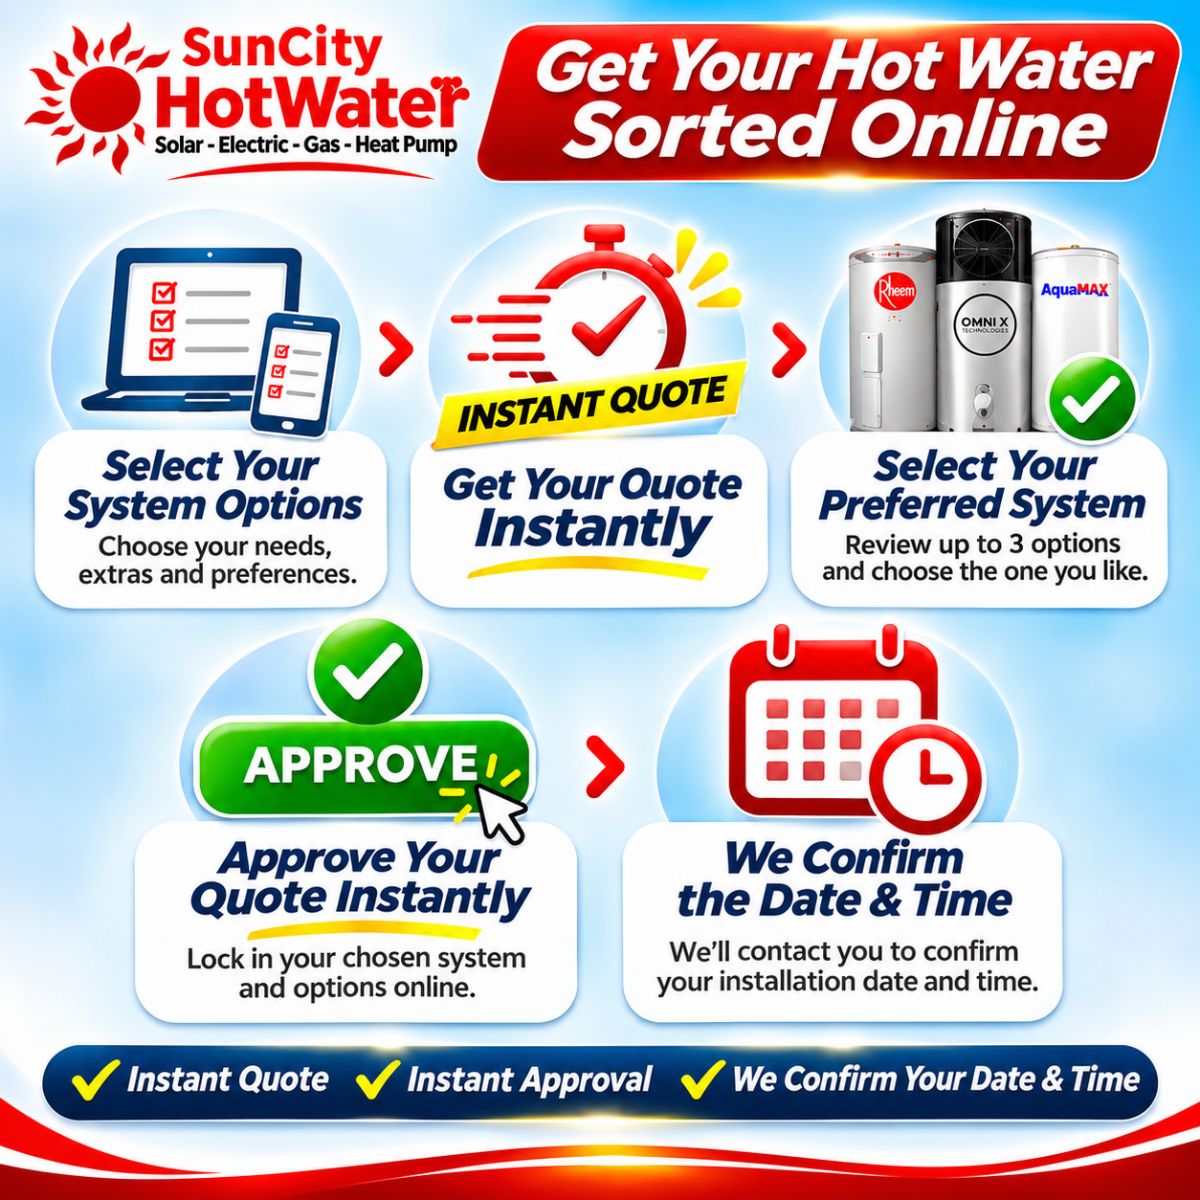 SunCity
HotWater
Solar - Electric - Gas - Heat Pump
Get Your Hot Water
Sorted Online
INSTANT QUOTE
Rheem
OMNI X
TECHNOLOGIES
AquaMAX
Select Your
System Options
Choose your needs,
extras and preferences.
Get Your Quote
Instantly
Select Your
Preferred System
Review up to 3 options
and choose the one you like.
APPROVE
Approve Your
Quote Instantly
Lock in your chosen system
and options online.
We Confirm
the Date & Time
We'll contact you to confirm
your installation date and time.
Instant Quote
Instant Approval
We Confirm Your Date & Time